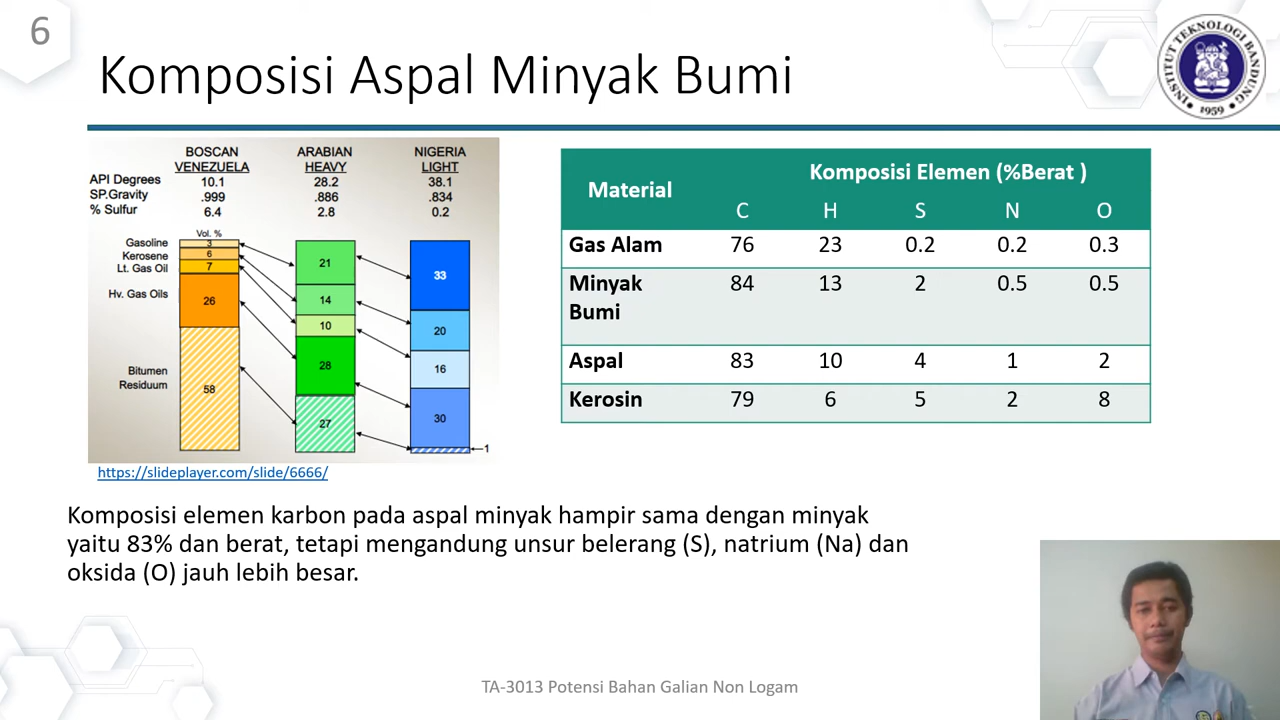 6
Komposisi Aspal Minyak Bumi
INSTITUT TEKNOLOGI BANDUNG
1959
BOSCAN ARABIAN NIGERIA
VENEZUELA HEAVY LIGHT
API Degrees 10.1 28.2 38.1
SP.Gravity .999 .886 .834
% Sulfur 6.4 2.8 0.2
Vol. %
Gasoline 3 21 33
Kerosene 6 14 20
Lt. Gas Oil 7 10 16
Hv. Gas Oils 26 28 30
Bitumen
Residuum 58 27 1
https://slideplayer.com/slide/6666/
Material Komposisi Elemen (%Berat )
C H S N O
Gas Alam 76 23 0.2 0.2 0.3
Minyak 84 13 2 0.5 0.5
Bumi
Aspal 83 10 4 1 2
Kerosin 79 6 5 2 8
Komposisi elemen karbon pada aspal minyak hampir sama dengan minyak
yaitu 83% dan berat, tetapi mengandung unsur belerang (S), natrium (Na) dan
oksida (O) jauh lebih besar.
TA-3013 Potensi Bahan Galian Non Logam